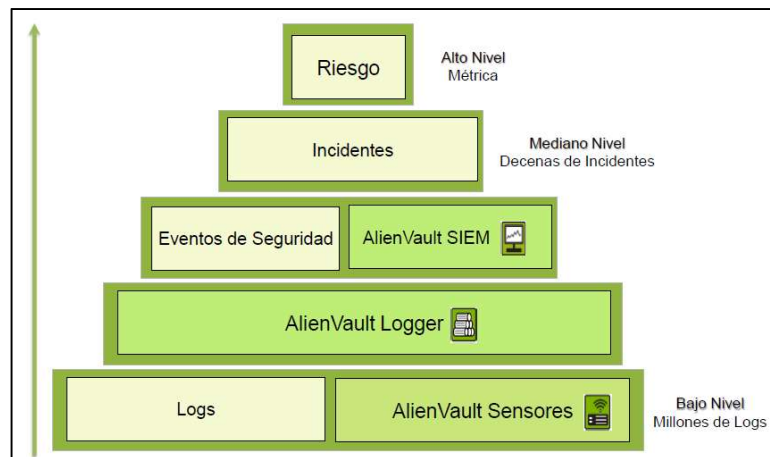 Riesgo
Alto Nivel
Métrica
Incidentes
Mediano Nivel
Decenas de Incidentes
Eventos de Seguridad
AlienVault SIEM
AlienVault Logger
Logs
AlienVault Sensores
Bajo Nivel
Millones de Logs